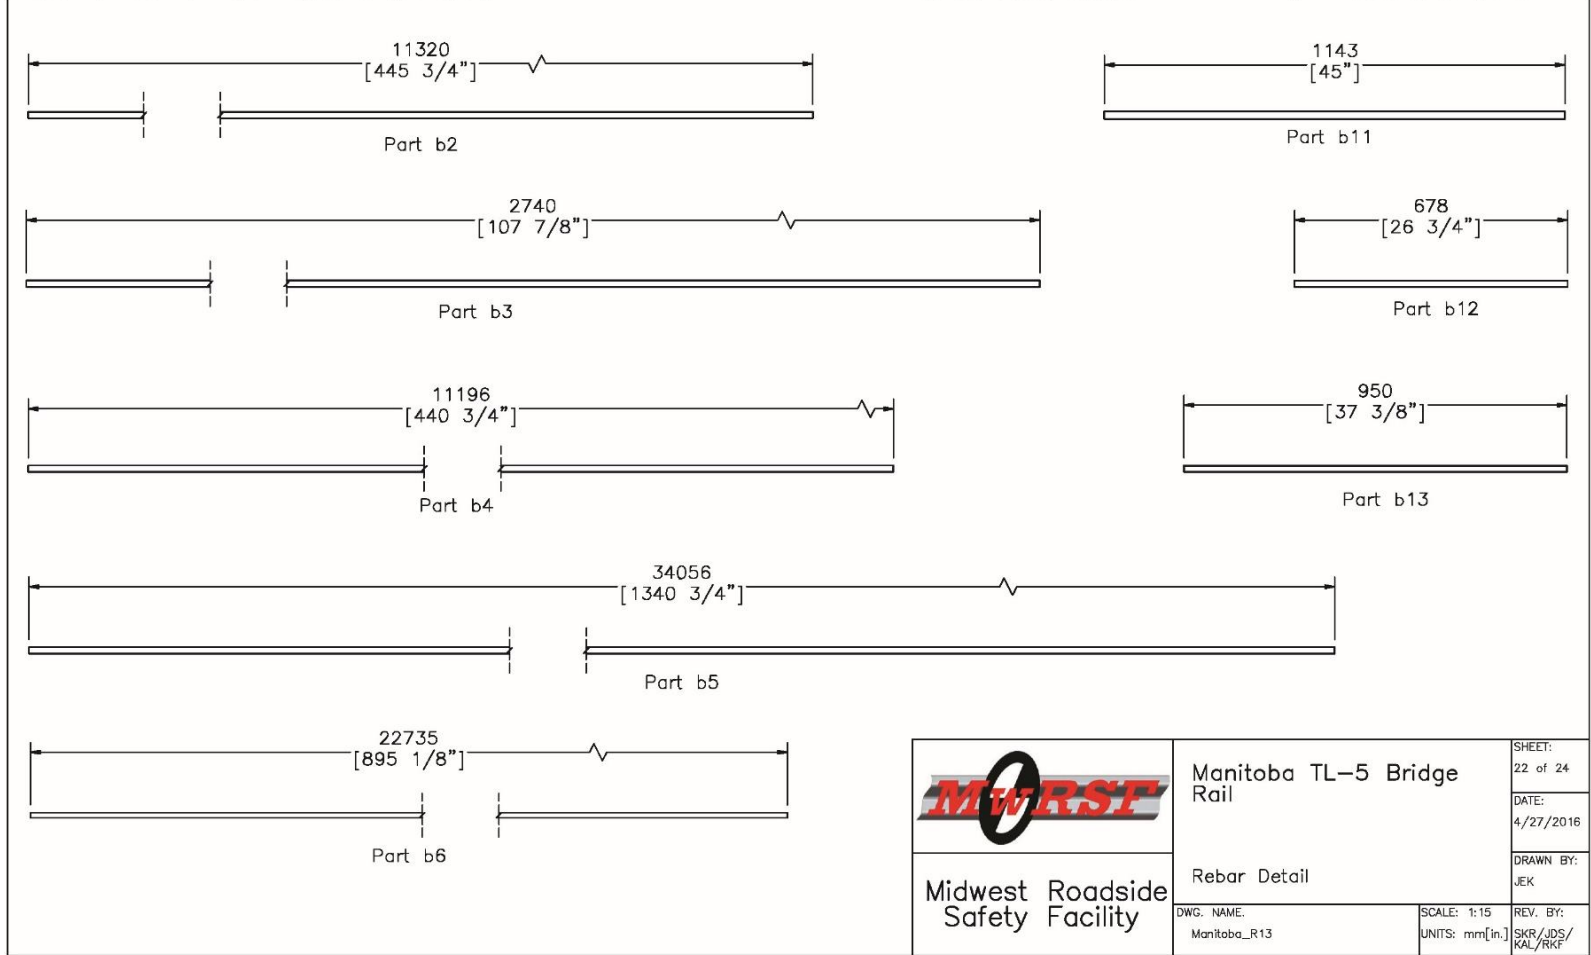 11320
[445 3/4"]
Part b2
1143
[45"]
Part b11
2740
[107 7/8"]
Part b3
678
[26 3/4"]
Part b12
11196
[440 3/4"]
Part b4
950
[37 3/8"]
Part b13
34056
[1340 3/4"]
Part b5
22735
[895 1/8"]
Part b6
MwRSF
Midwest Roadside
Safety Facility
Manitoba TL-5 Bridge
Rail
Rebar Detail
SHEET:
22 of 24
DATE:
4/27/2016
DRAWN BY:
JEK
DWG. NAME.
Manitoba_R13
SCALE: 1:15
UNITS: mm[in.]
REV. BY:
SKR/JDS/
KAL/RKF